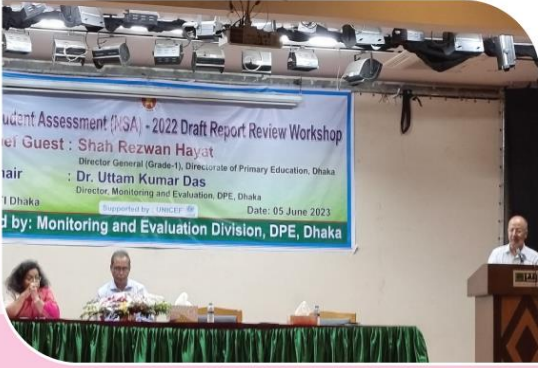 udent Assessment (NSA) - 2022 Draft Report Review Workshop
ief Guest : Shah Rezwan Hayat
Director General (Grade-1), Directorate of Primary Education, Dhaka
hair : Dr. Uttam Kumar Das
Director, Monitoring and Evaluation, DPE, Dhaka
Supported by : UNICEF
TI Dhaka Date: 05 June 2023
d by: Monitoring and Evaluation Division, DPE, Dhaka